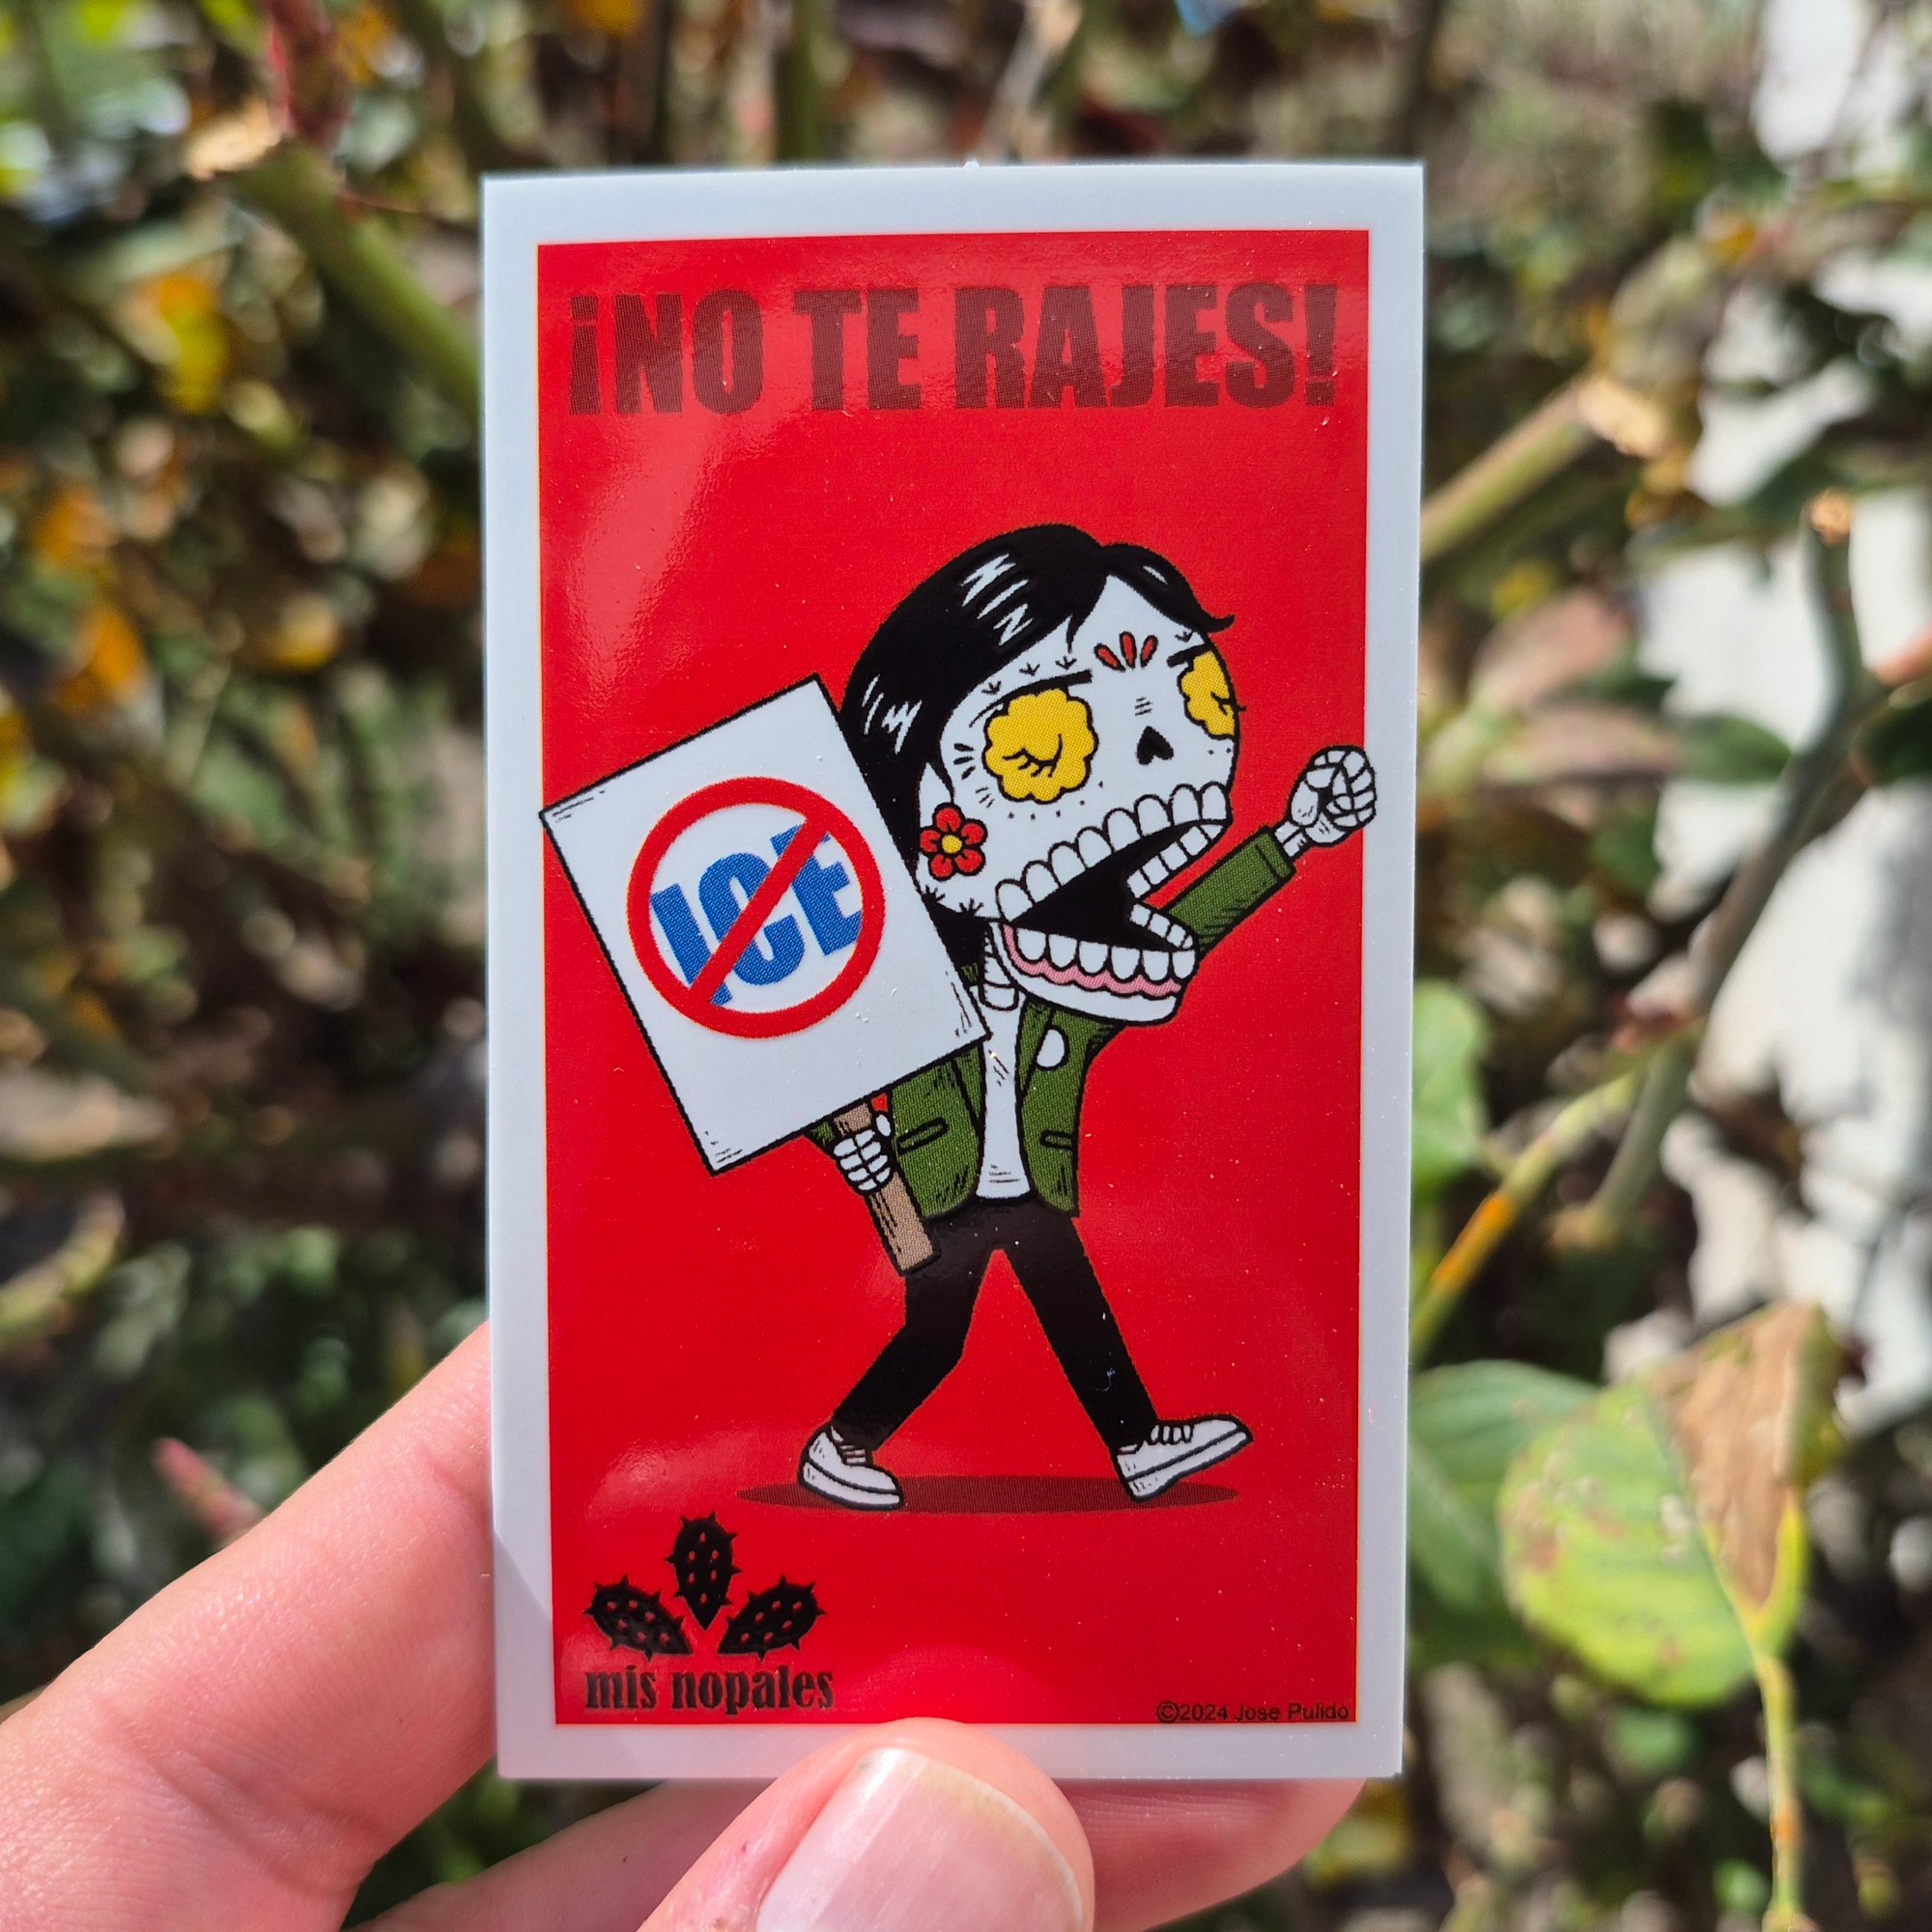 ¡NO TE RAJES!
ICE
mis nopales
©2024 Jose Pulido